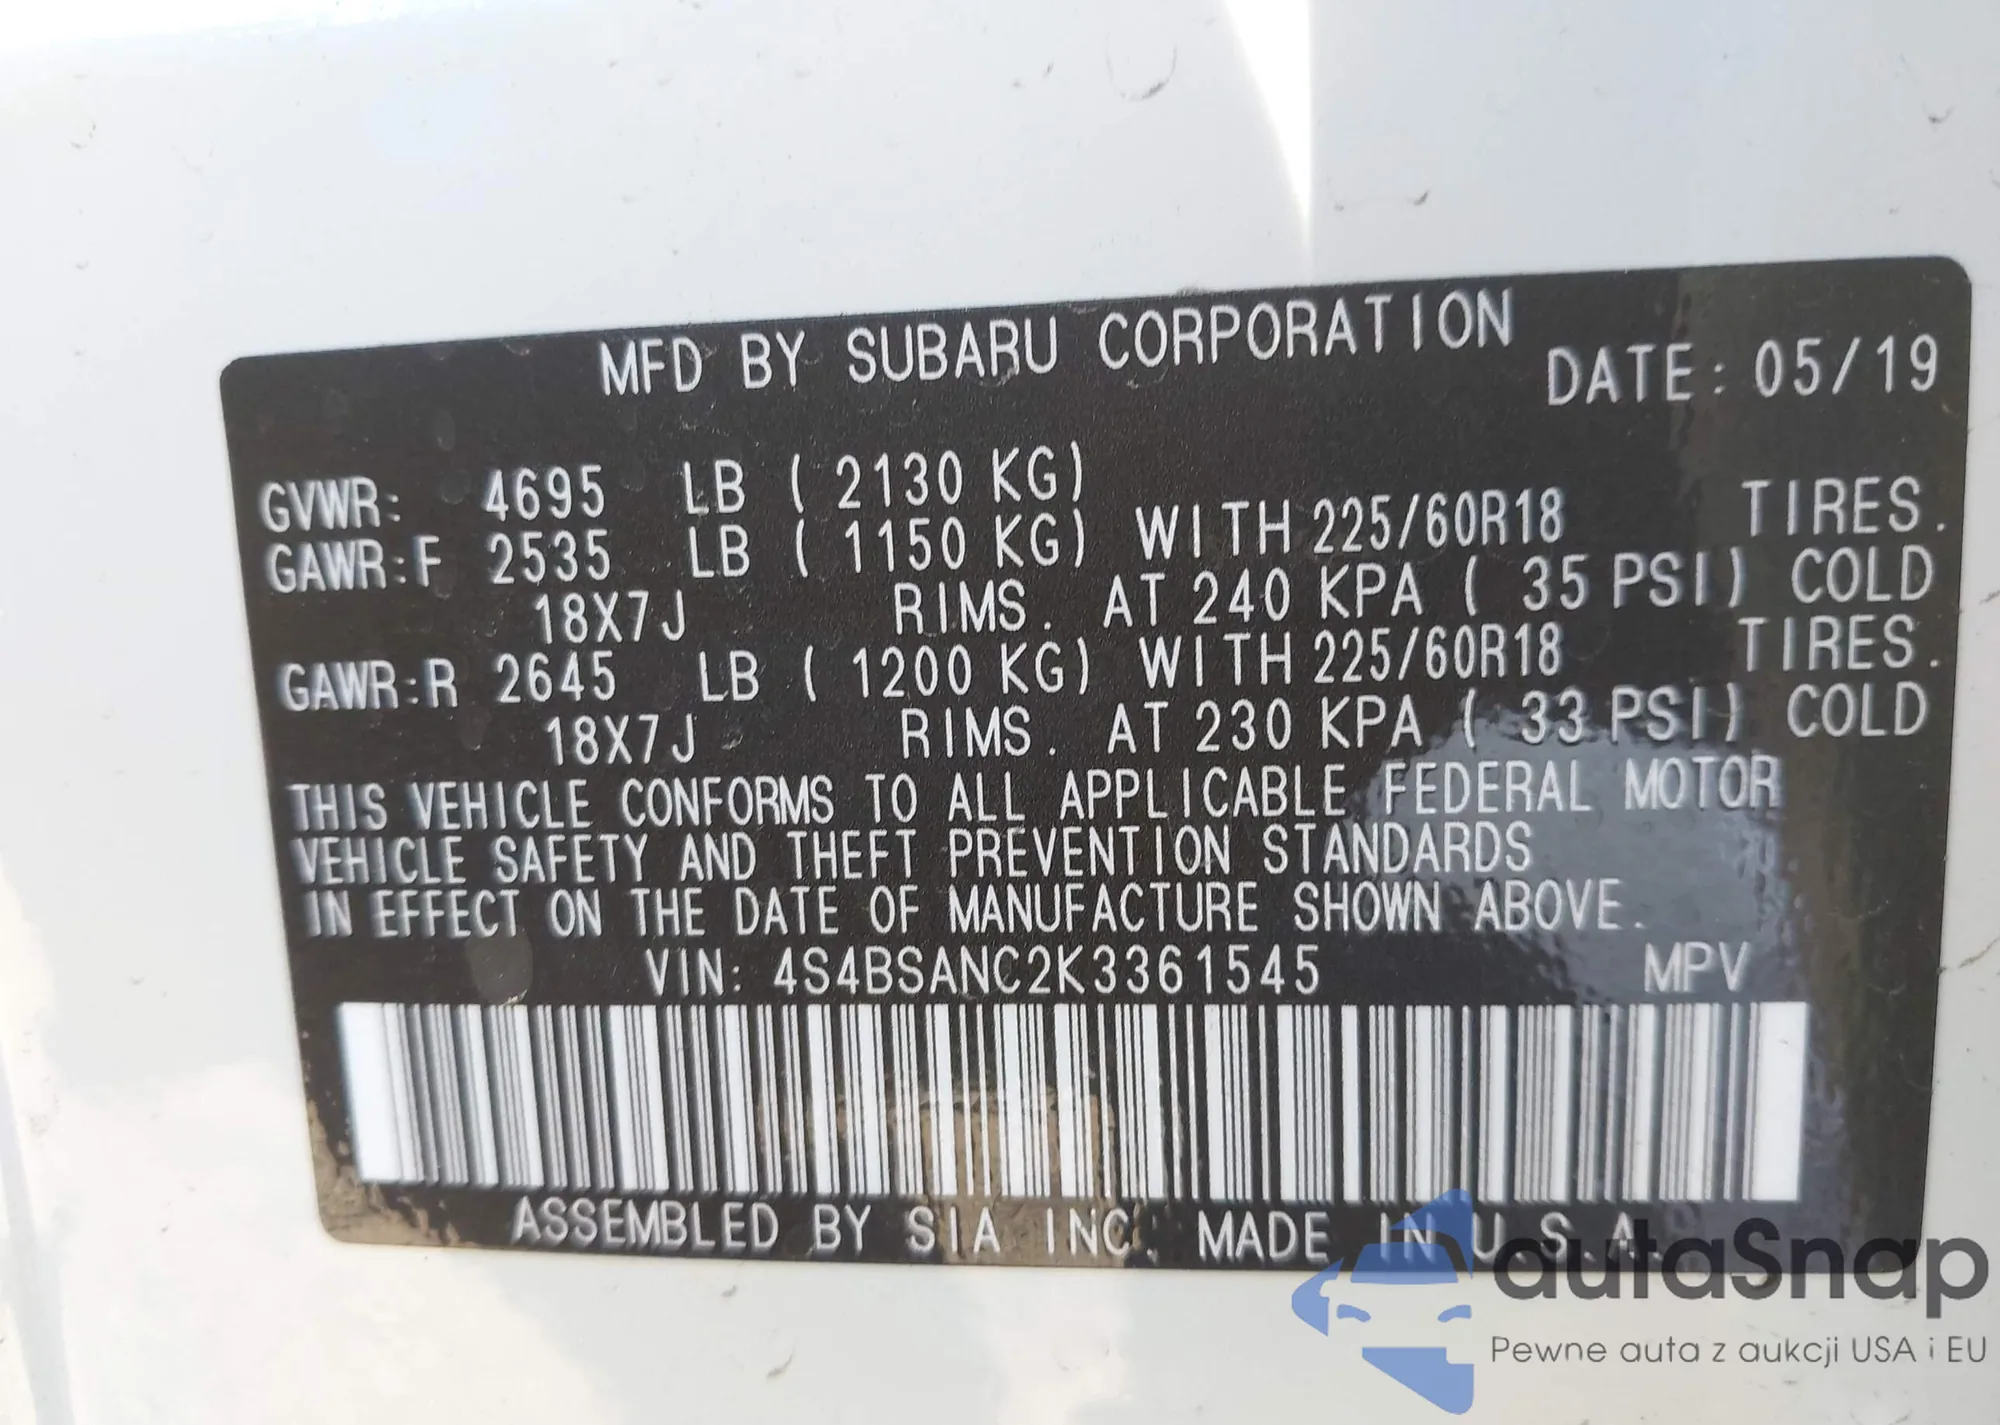 MFD BY SUBARU CORPORATION DATE: 05/19
GVWR: 4695 LB ( 2130 KG)
GAWR:F 2535 LB ( 1150 KG) WITH 225/60R18 TIRES.
18X7J RIMS. AT 240 KPA ( 35 PSI) COLD
GAWR:R 2645 LB ( 1200 KG) WITH 225/60R18 TIRES.
18X7J RIMS. AT 230 KPA ( 33 PSI) COLD
THIS VEHICLE CONFORMS TO ALL APPLICABLE FEDERAL MOTOR
VEHICLE SAFETY AND THEFT PREVENTION STANDARDS
IN EFFECT ON THE DATE OF MANUFACTURE SHOWN ABOVE.
VIN: 4S4BSANC2K3361545 MPV
ASSEMBLED BY SIA INC. MADE IN U.S.A.
autaSnap
Pewne auta z aukcji USA i EU